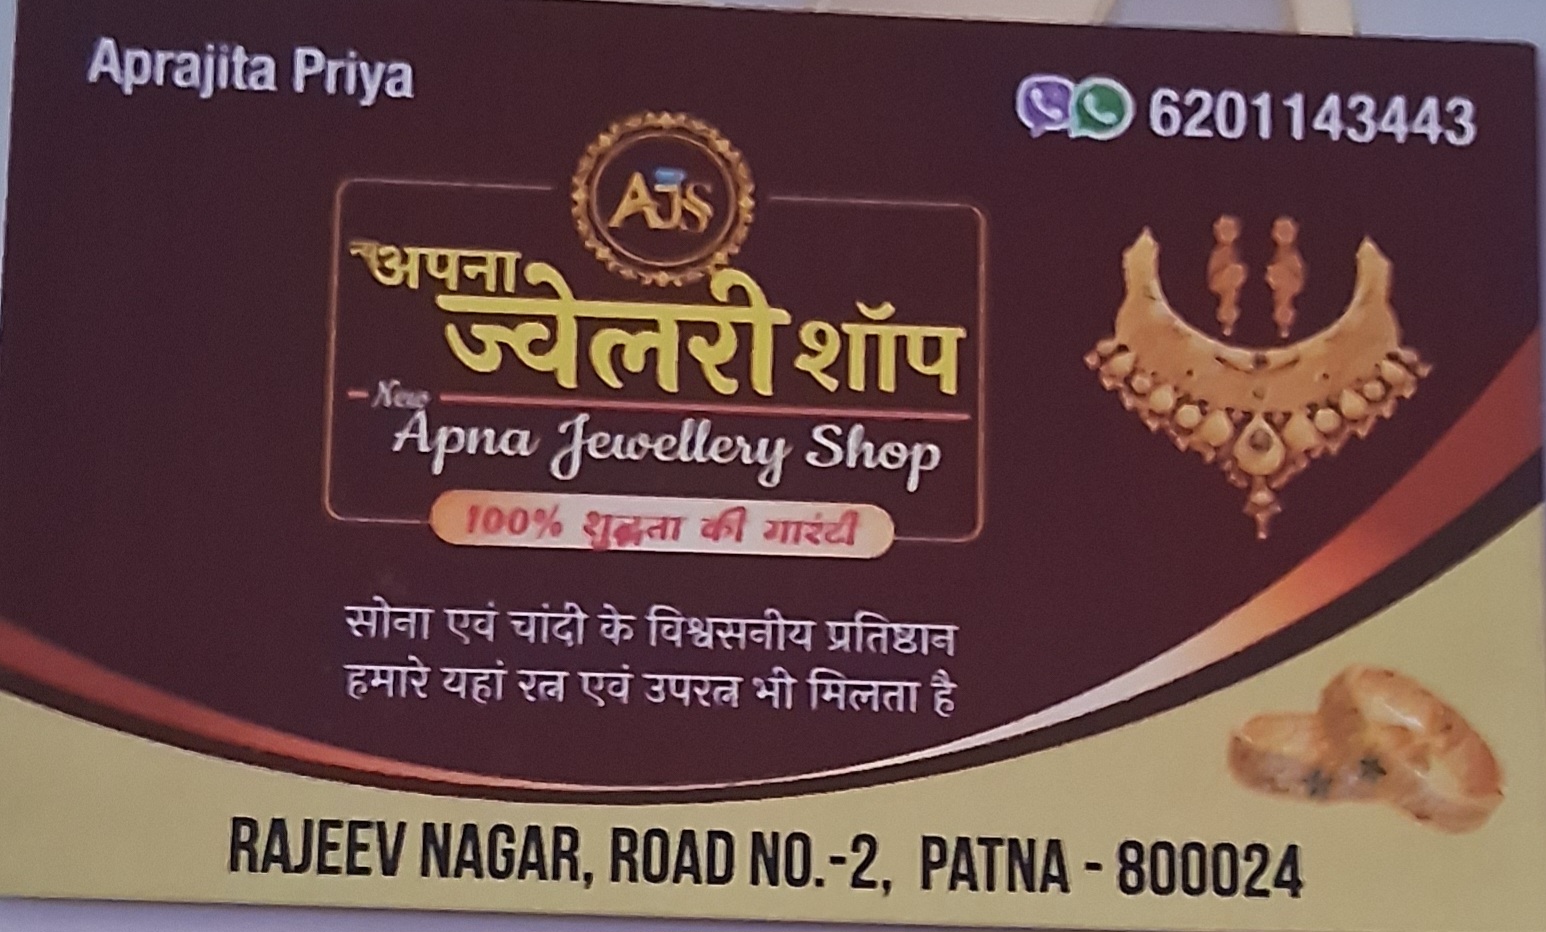 Aprajita Priya
6201143443
AJS
न्यू अपना
ज्वेलरी शॉप
New
Apna Jewellery Shop
100% शुद्धता की गारंटी
सोना एवं चांदी के विश्वसनीय प्रतिष्ठान
हमारे यहां रत्न एवं उपरत्न भी मिलता है
RAJEEV NAGAR, ROAD NO.-2, PATNA - 800024